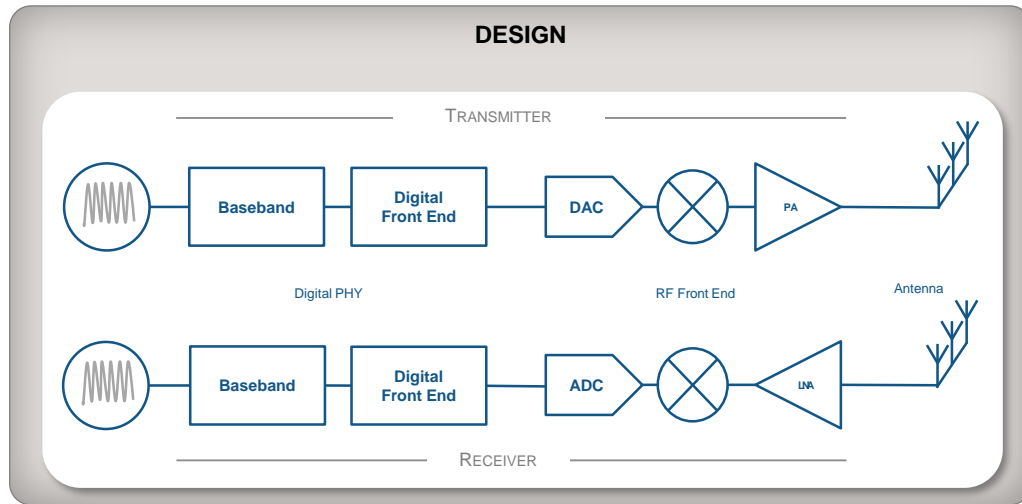 DESIGN
TRANSMITTER
Baseband
Digital
Front End
DAC
PA
Digital PHY
RF Front End
Antenna
Baseband
Digital
Front End
ADC
LNA
RECEIVER